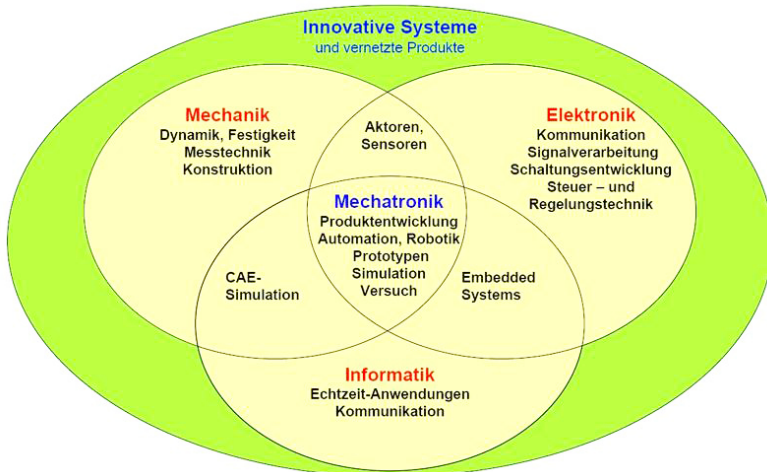 Innovative Systeme
und vernetzte Produkte
Mechanik
Dynamik, Festigkeit
Messtechnik
Konstruktion
Aktoren,
Sensoren
Elektronik
Kommunikation
Signalverarbeitung
Schaltungsentwicklung
Steuer – und
Regelungstechnik
Mechatronik
Produktentwicklung
Automation, Robotik
Prototypen
Simulation
Versuch
CAE-
Simulation
Embedded
Systems
Informatik
Echtzeit-Anwendungen
Kommunikation